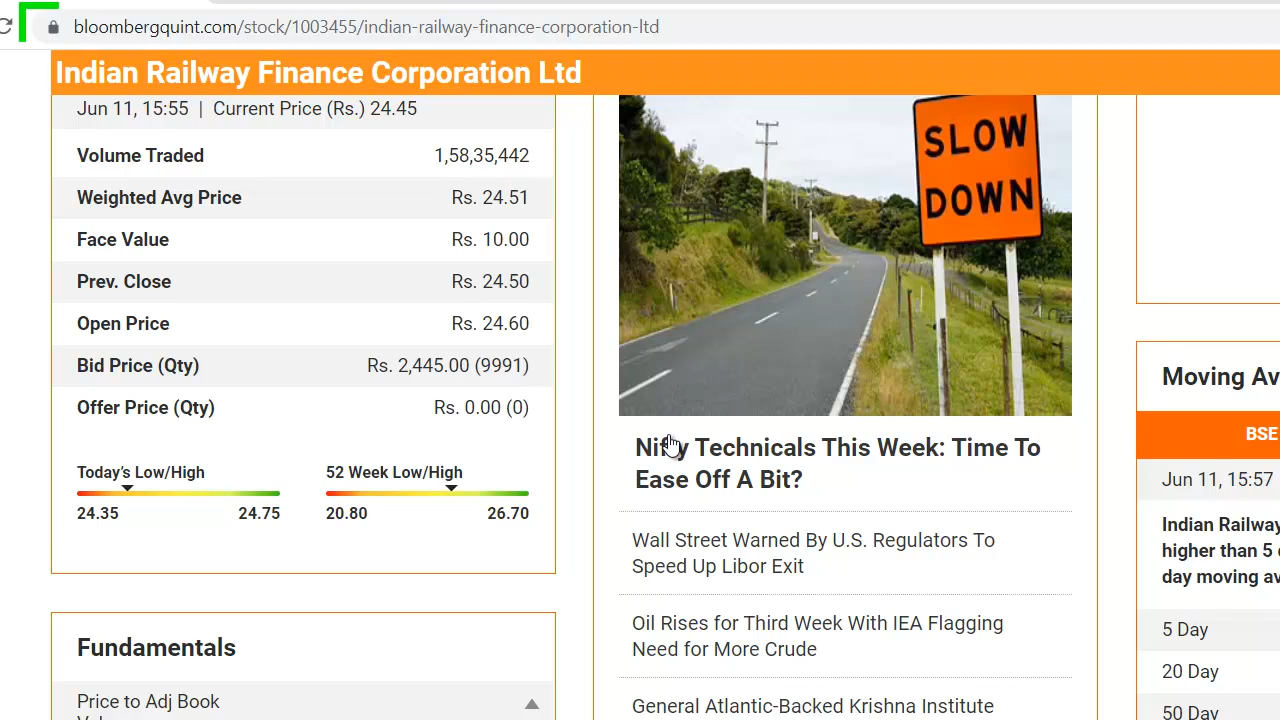 bloombergquint.com/stock/1003455/indian-railway-finance-corporation-ltd
Indian Railway Finance Corporation Ltd
Jun 11, 15:55 | Current Price (Rs.) 24.45
Volume Traded 1,58,35,442
Weighted Avg Price Rs. 24.51
Face Value Rs. 10.00
Prev. Close Rs. 24.50
Open Price Rs. 24.60
Bid Price (Qty) Rs. 2,445.00 (9991)
Offer Price (Qty) Rs. 0.00 (0)
Today's Low/High 52 Week Low/High
24.35 24.75 20.80 26.70
Fundamentals
Price to Adj Book
SLOW
DOWN
Nifty Technicals This Week: Time To
Ease Off A Bit?
Wall Street Warned By U.S. Regulators To
Speed Up Libor Exit
Oil Rises for Third Week With IEA Flagging
Need for More Crude
General Atlantic-Backed Krishna Institute
Moving Av
BSE
Jun 11, 15:57
Indian Railway
higher than 5
day moving av
5 Day
20 Day
50 Day